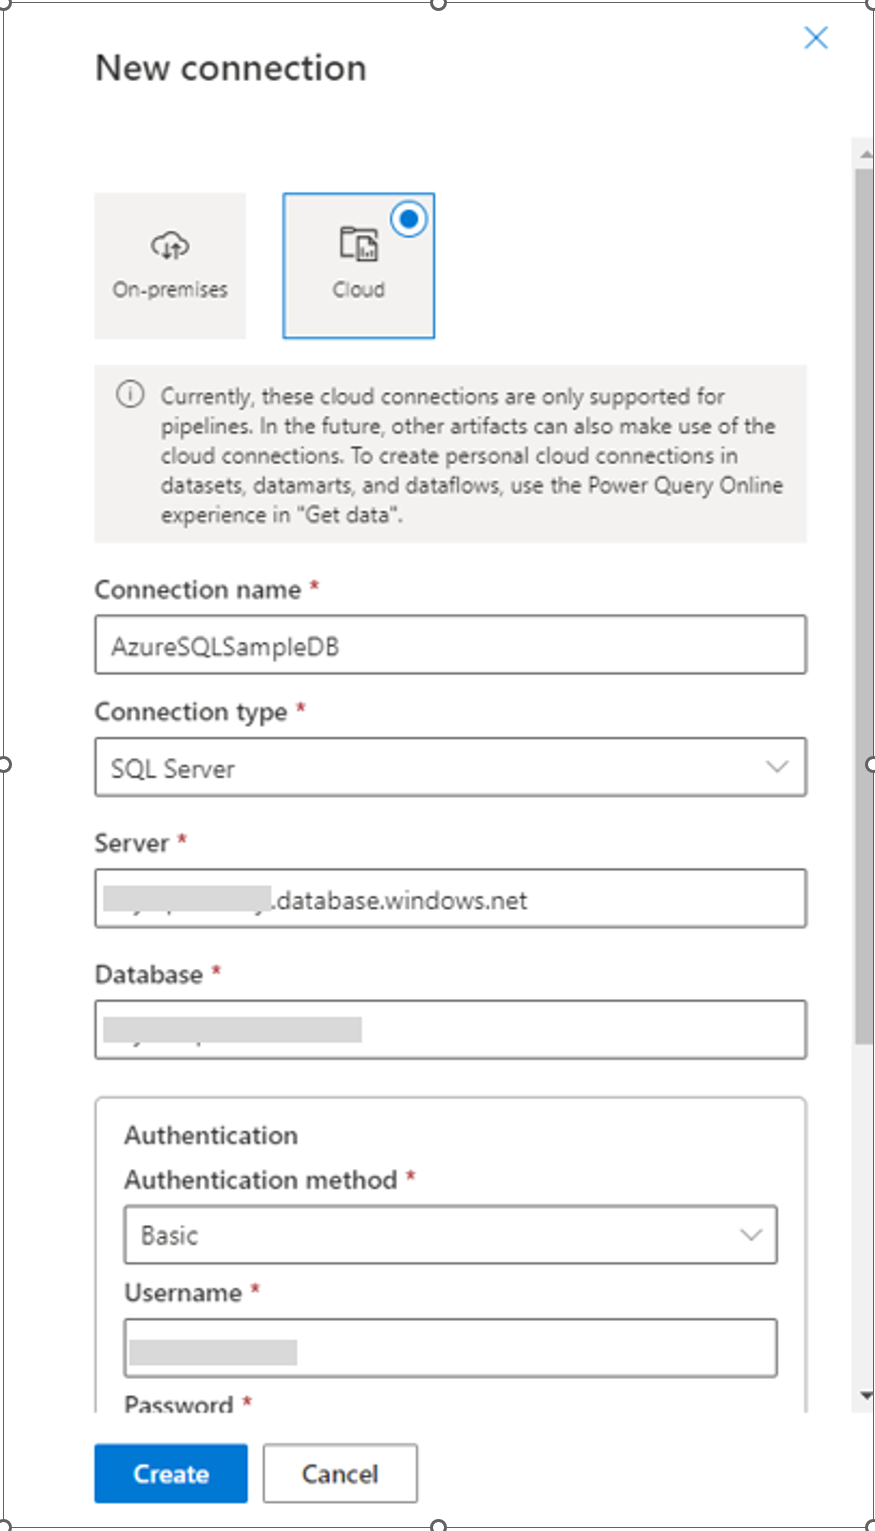 New connection
On-premises
Cloud
Currently, these cloud connections are only supported for
pipelines. In the future, other artifacts can also make use of the
cloud connections. To create personal cloud connections in
datasets, datamarts, and dataflows, use the Power Query Online
experience in "Get data".
Connection name *
AzureSQLSampleDB
Connection type *
SQL Server
Server *
.database.windows.net
Database *
Authentication
Authentication method *
Basic
Username *
Password *
Create
Cancel